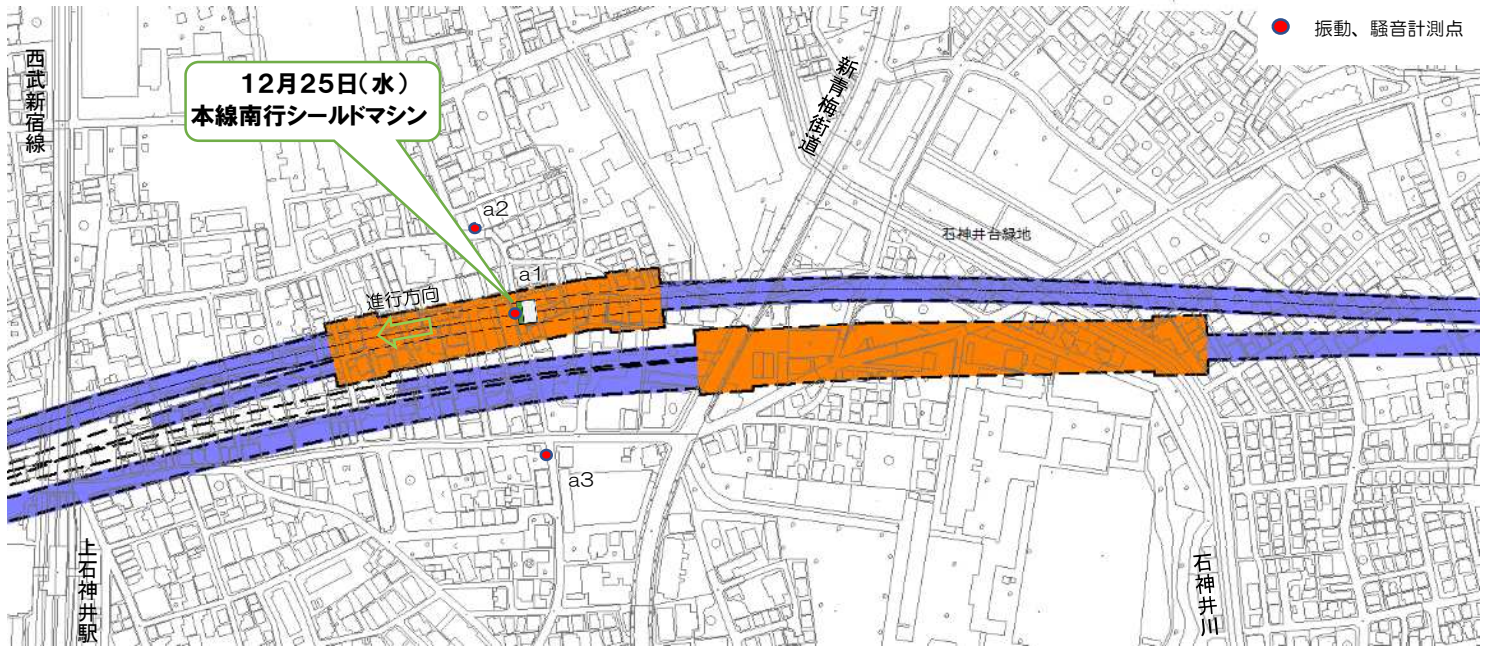 振動、騒音計測点
西武新宿線
12月25日(水)
本線南行シールドマシン
新青梅街道
a2
石神井台緑地
a1
進行方向
a3
上石神井駅
石神井川